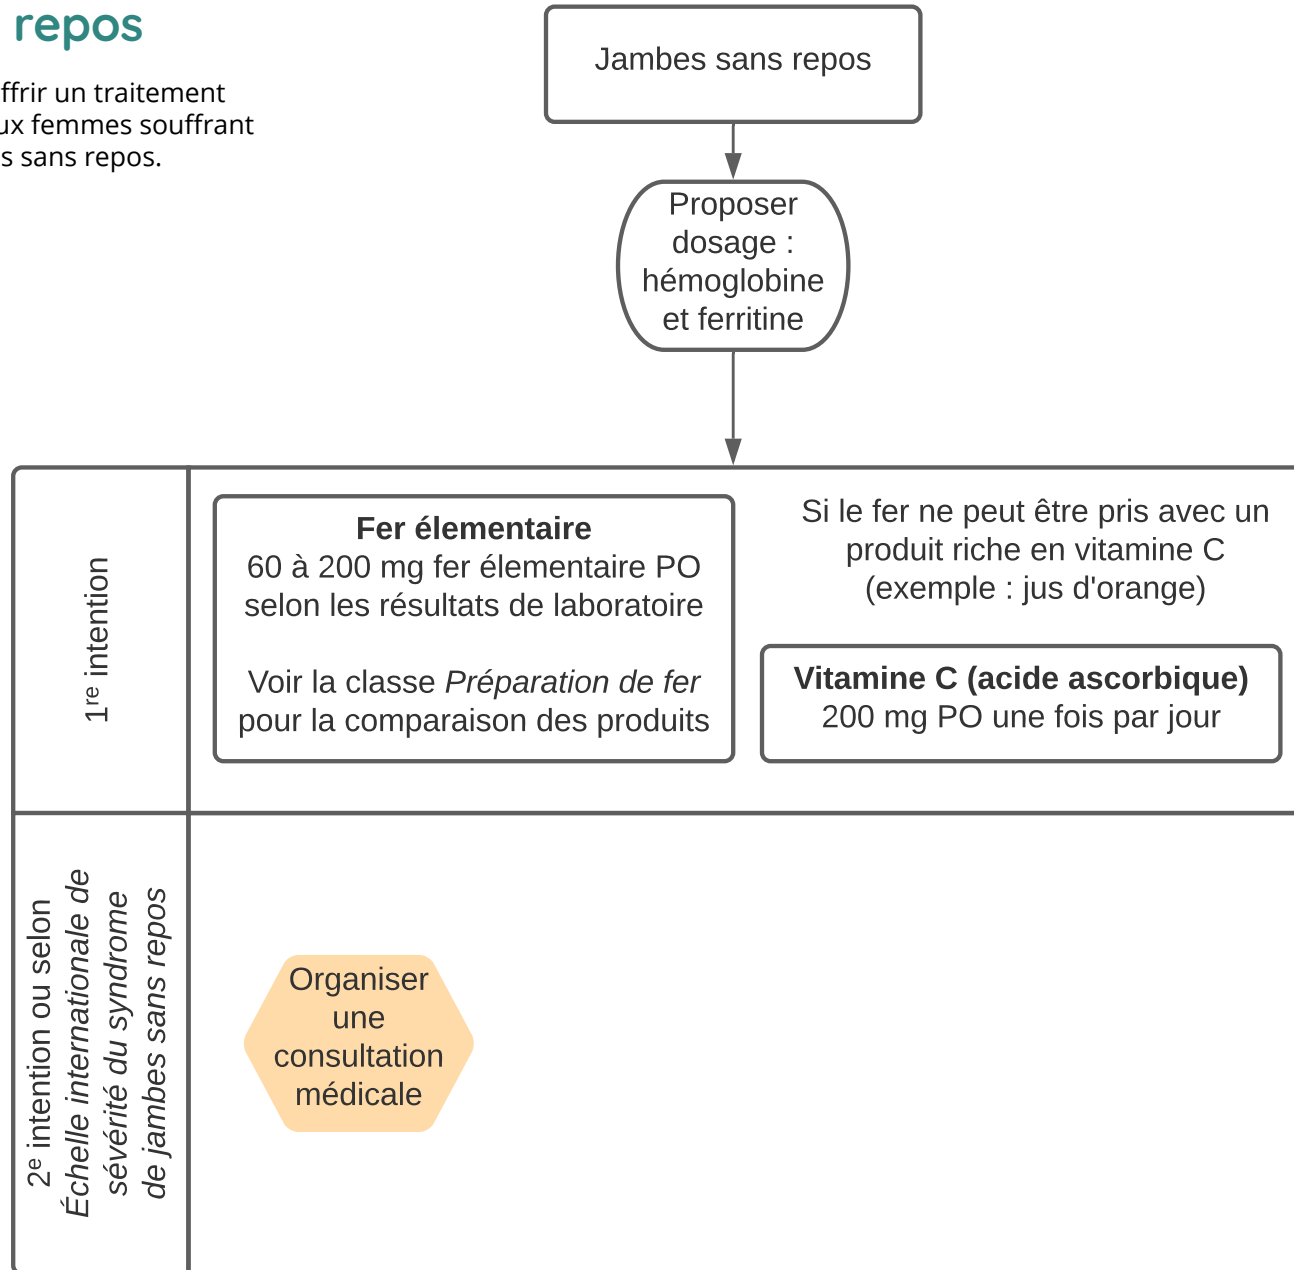 repos
ffrir un traitement
ux femmes souffrant
s sans repos.
Jambes sans repos
Proposer
dosage :
hémoglobine
et ferritine
1re intention
Fer élementaire
60 à 200 mg fer élementaire PO
selon les résultats de laboratoire
Voir la classe Préparation de fer
pour la comparaison des produits
Si le fer ne peut être pris avec un
produit riche en vitamine C
(exemple : jus d'orange)
Vitamine C (acide ascorbique)
200 mg PO une fois par jour
2e intention ou selon
Échelle internationale de
sévérité du syndrome
de jambes sans repos
Organiser
une
consultation
médicale